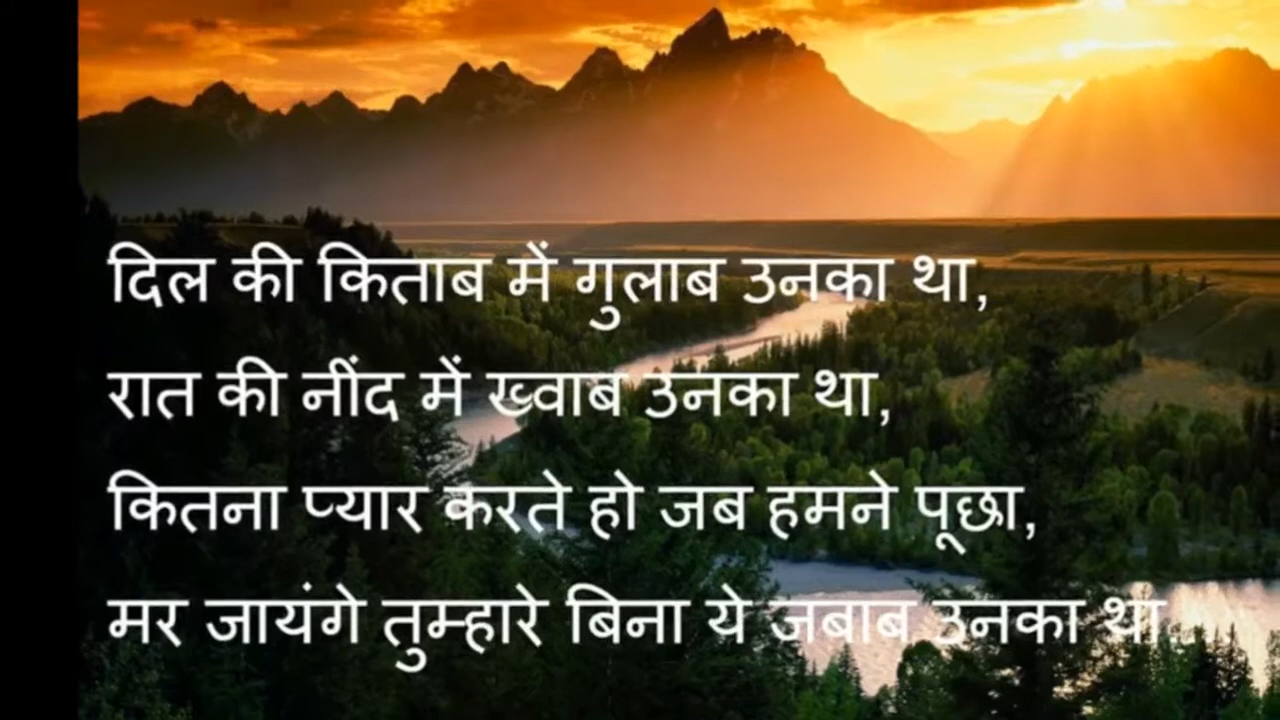 दिल की किताब में गुलाब उनका था,
रात की नींद में ख्वाब उनका था,
कितना प्यार करते हो जब हमने पूछा,
मर जायंगे तुम्हारे बिना ये जबाब उनका था..